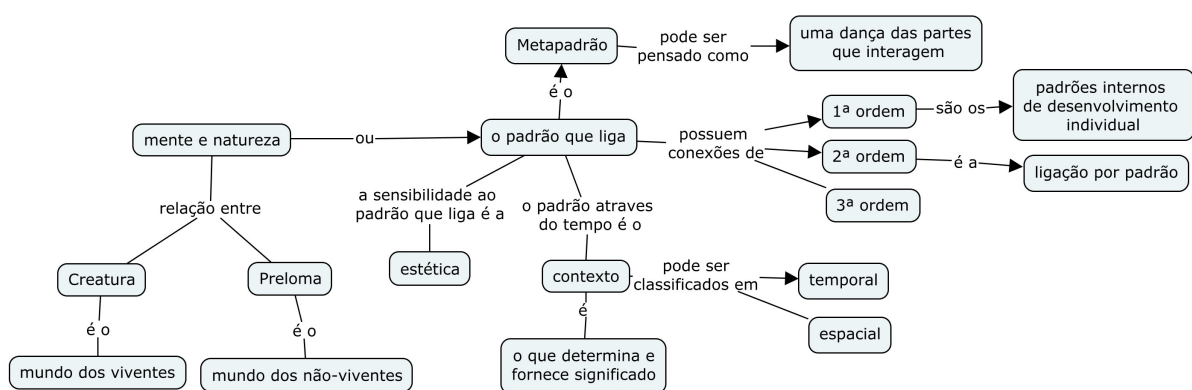 Metapadrão
pode ser
pensado como
uma dança das partes
que interagem
é o
mente e natureza
ou
o padrão que liga
possuem
conexões de
1ª ordem
são os
padrões internos
de desenvolvimento
individual
2ª ordem
é a
ligação por padrão
3ª ordem
relação entre
a sensibilidade ao
padrão que liga é a
o padrão atraves
do tempo é o
Creatura
Preloma
estética
contexto
pode ser
classificados em
temporal
espacial
é o
é o
é
mundo dos viventes
mundo dos não-viventes
o que determina e
fornece significado